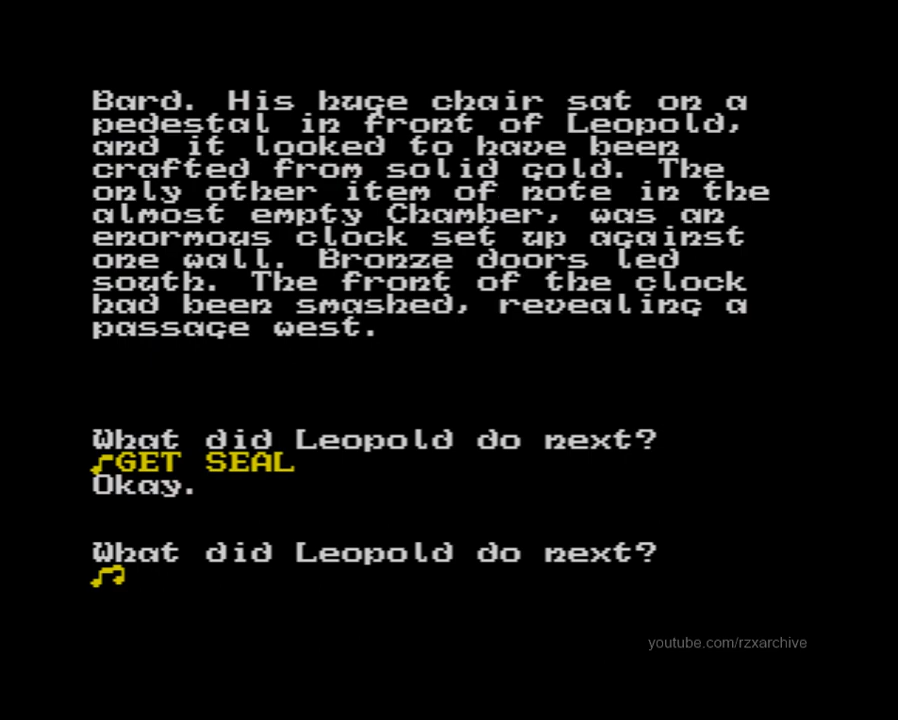 Bard. His huge chair sat on a
pedestal in front of Leopold,
and it looked to have been
crafted from solid gold. The
only other item of note in the
almost empty Chamber, was an
enormous clock set up against
one wall. Bronze doors led
south. The front of the clock
had been smashed, revealing a
passage west.
What did Leopold do next?
♪GET SEAL
Okay.
What did Leopold do next?
♫
youtube.com/rzxarchive